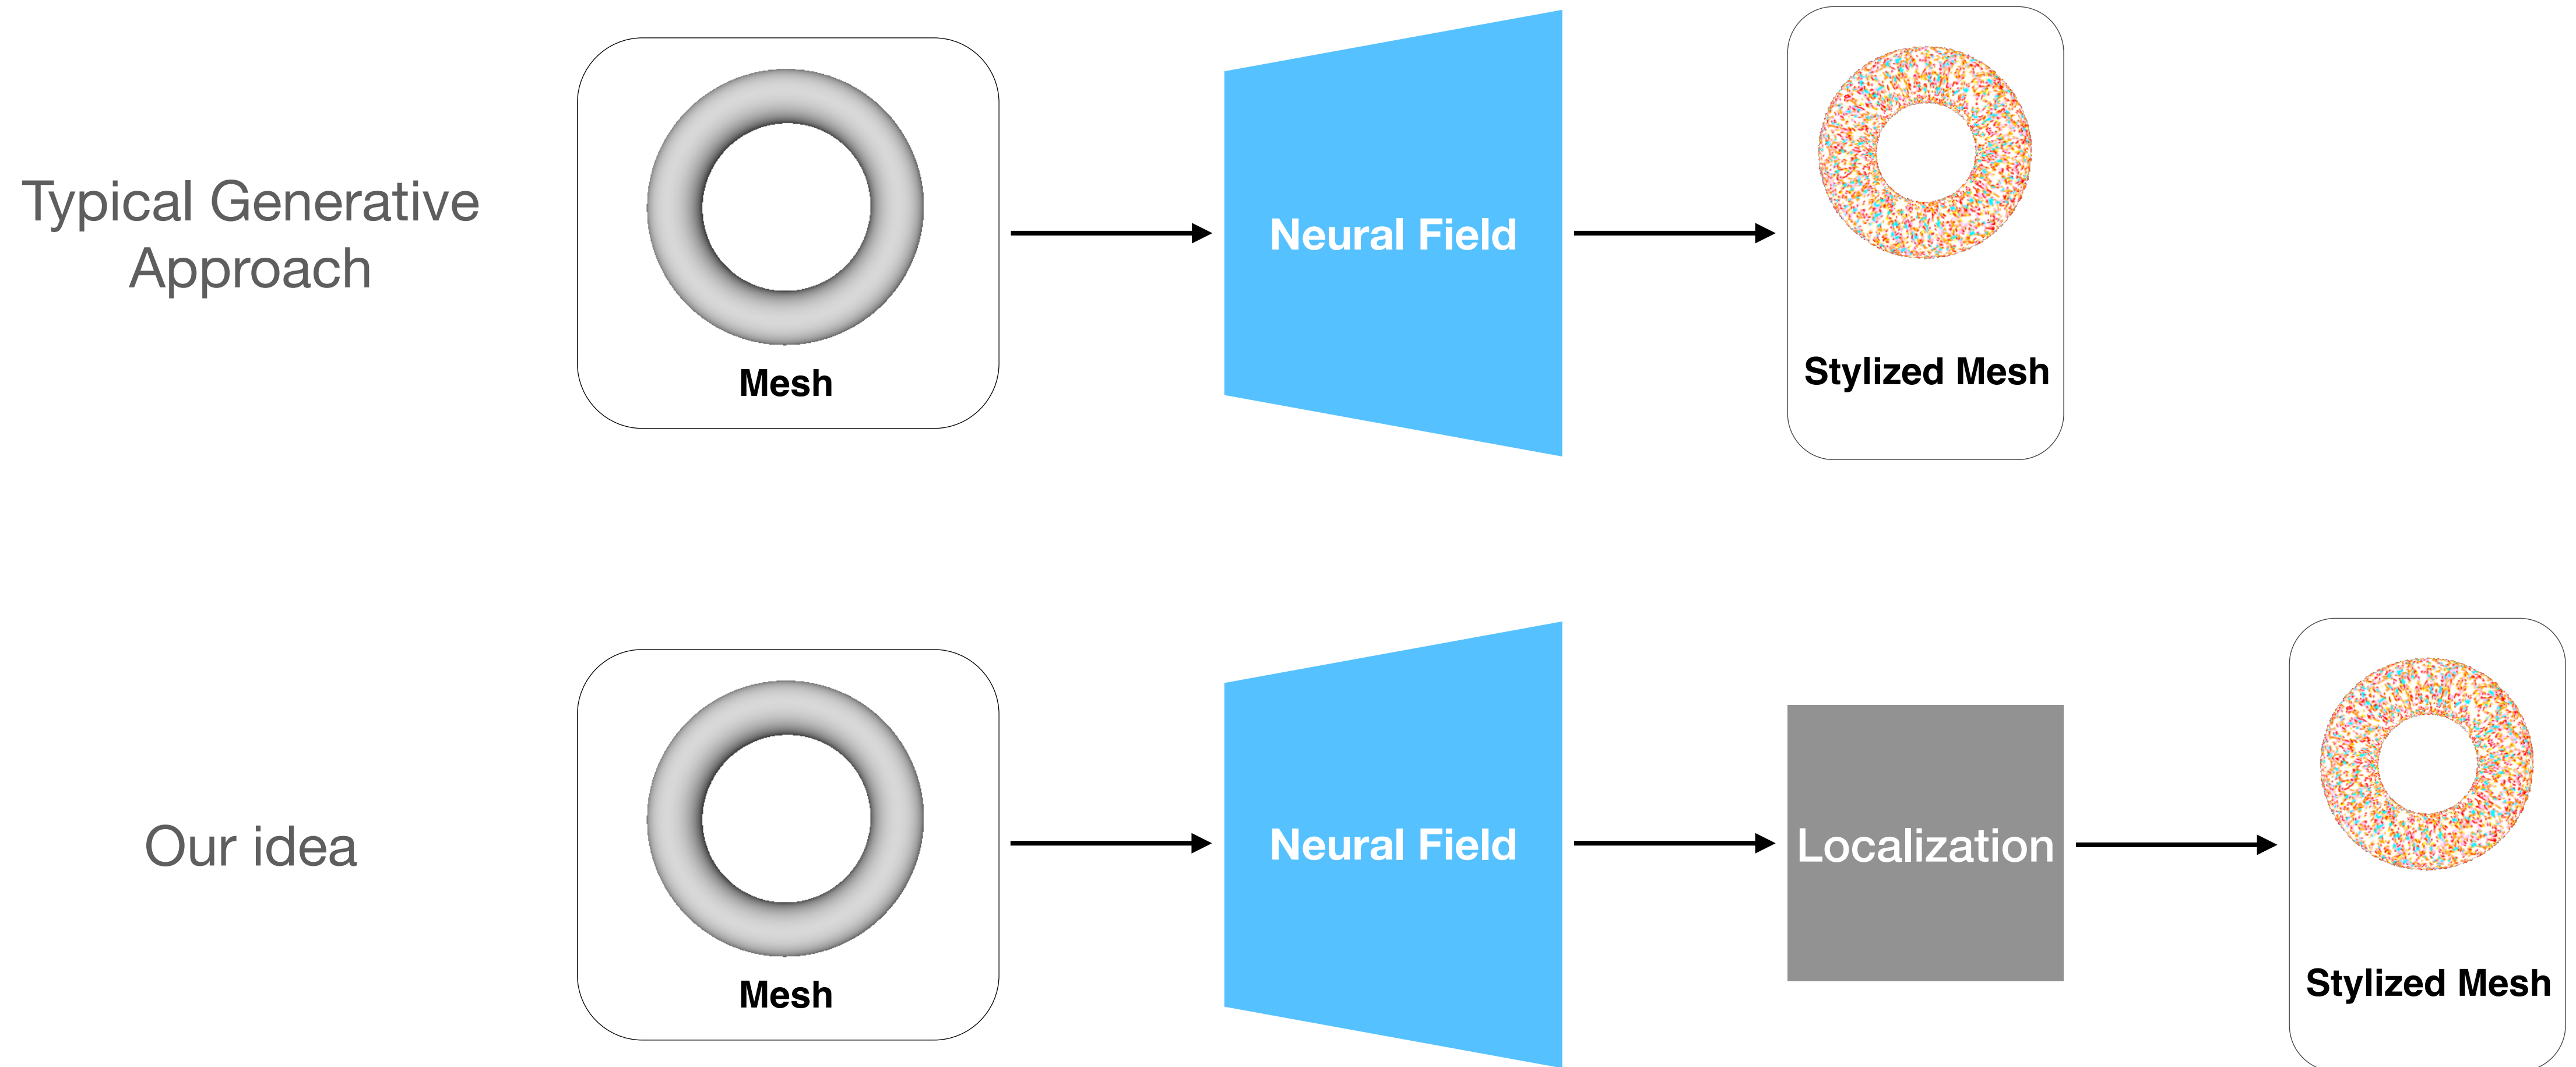 Typical Generative
Approach
Mesh
Neural Field
Stylized Mesh
Our idea
Mesh
Neural Field
Localization
Stylized Mesh